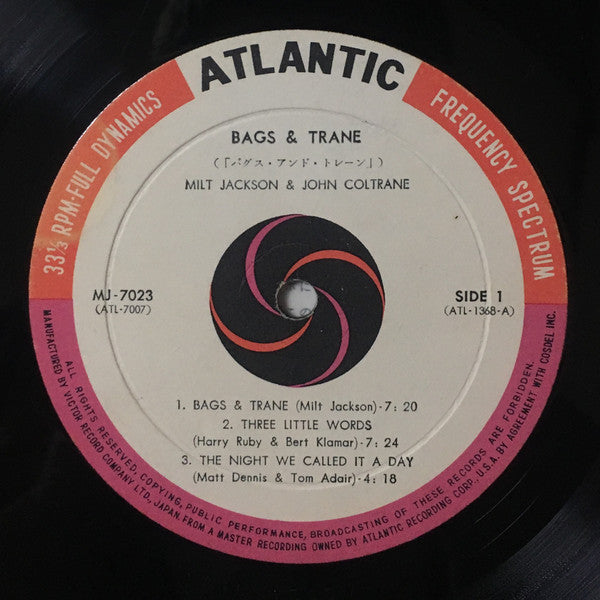 ATLANTIC
33⅓ RPM-FULL DYNAMICS
FREQUENCY SPECTRUM
BAGS & TRANE
(「バグス・アンド・トレーン」)
MILT JACKSON & JOHN COLTRANE
MJ-7023
(ATL-7007)
SIDE 1
(ATL-1368-A)
1. BAGS & TRANE (Milt Jackson)-7:20
2. THREE LITTLE WORDS
(Harry Ruby & Bert Klamar)-7:24
3. THE NIGHT WE CALLED IT A DAY
(Matt Dennis & Tom Adair)-4:18
ALL RIGHTS RESERVED, COPYING, PUBLIC PERFORMANCE, BROADCASTING OF THESE RECORDS ARE FORBIDDEN.
MANUFACTURED BY VICTOR RECORD COMPANY LTD., JAPAN. FROM A MASTER RECORDING OWNED BY ATLANTIC RECORDING CORP., U.S.A. BY AGREEMENT WITH COSDEL INC.